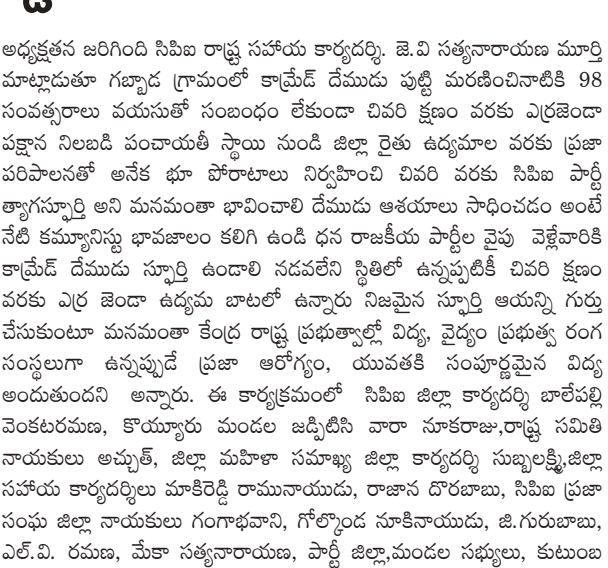 అధ్యక్షతన జరిగింది సిపిఐ రాష్ట్ర సహాయ కార్యదర్శి. జె.వి సత్యనారాయణ మూర్తి
మాట్లాడుతూ గబ్బాడ గ్రామంలో కామ్రేడ్ దేముడు పుట్టి మరణించినాటికి 98
సంవత్సరాలు వయసుతో సంబంధం లేకుండా చివరి క్షణం వరకు ఎర్రజెండా
పక్షాన నిలబడి పంచాయతీ స్థాయి నుండి జిల్లా రైతు ఉద్యమాల వరకు ప్రజా
పరిపాలనతో అనేక భూ పోరాటాలు నిర్వహించి చివరి వరకు సిపిఐ పార్టీ
త్యాగస్ఫూర్తి అని మనమంతా భావించాలి దేముడు ఆశయాలు సాధించడం అంటే
నేటి కమ్యూనిస్టు భావజాలం కలిగి ఉండి ధన రాజకీయ పార్టీల వైపు వెళ్లేవారికి
కామ్రేడ్ దేముడు స్ఫూర్తి ఉండాలి నడవలేని స్థితిలో ఉన్నప్పటికీ చివరి క్షణం
వరకు ఎర్ర జెండా ఉద్యమ బాటలో ఉన్నారు నిజమైన స్ఫూర్తి ఆయన్ని గుర్తు
చేసుకుంటూ మనమంతా కేంద్ర రాష్ట్ర ప్రభుత్వాల్లో విద్య, వైద్యం ప్రభుత్వ రంగ
సంస్థలుగా ఉన్నప్పుడే ప్రజా ఆరోగ్యం, యువతకి సంపూర్ణమైన విద్య
అందుతుందని అన్నారు. ఈ కార్యక్రమంలో సిపిఐ జిల్లా కార్యదర్శి బాలేపల్లి
వెంకటరమణ, కొయ్యూరు మండల జడ్పిటిసి వారా నూకరాజు,రాష్ట్ర సమితి
నాయకులు అచ్చుత్, జిల్లా మహిళా సమాఖ్య జిల్లా కార్యదర్శి సుబ్బలక్ష్మి,జిల్లా
సహాయ కార్యదర్శిలు మాకిరెడ్డి రామునాయుడు, రాజాన దొరబాబు, సిపిఐ ప్రజా
సంఘ జిల్లా నాయకులు గంగాభవాని, గోల్కొండ నూకినాయుడు, జి.గురుబాబు,
ఎల్.వి. రమణ, మేకా సత్యనారాయణ, పార్టీ జిల్లా,మండల సభ్యులు, కుటుంబ